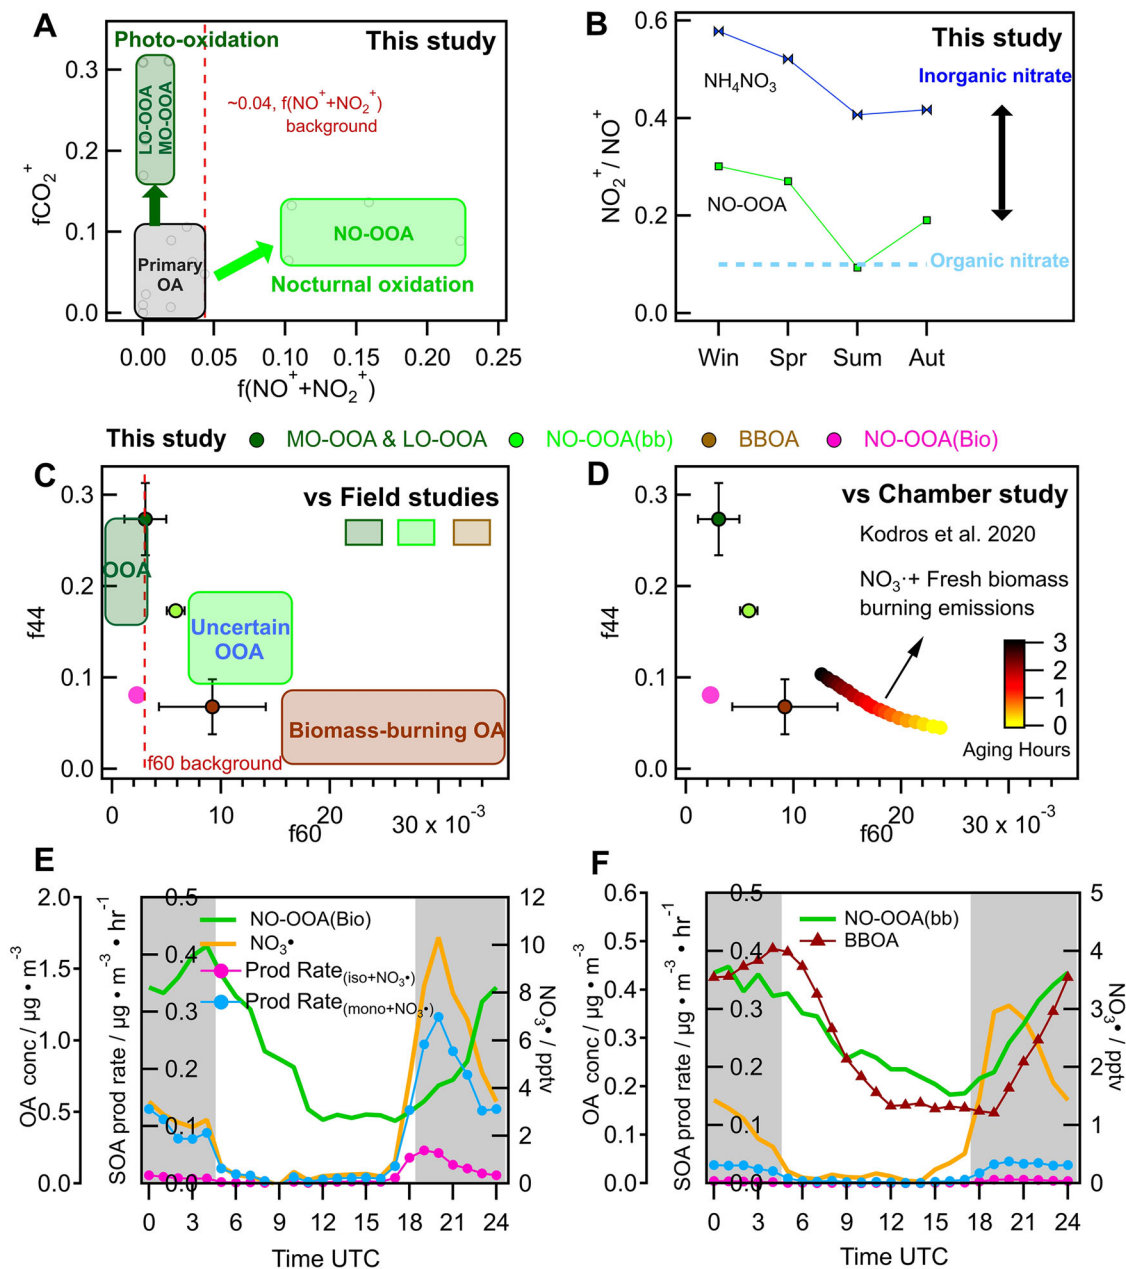 A
Photo-oxidation
This study
~0.04, f(NO⁺+NO₂⁺)
background
LO-OOA
MO-OOA
NO-OOA
Primary
OA
Nocturnal oxidation
fCO₂⁺
0.3
0.2
0.1
0.0
0.00 0.05 0.10 0.15 0.20 0.25
f(NO⁺+NO₂⁺)
B
This study
Inorganic nitrate
NH₄NO₃
NO-OOA
Organic nitrate
NO₂⁺/ NO⁺
0.6
0.4
0.2
0.0
Win Spr Sum Aut
This study MO-OOA & LO-OOA NO-OOA(bb) BBOA NO-OOA(Bio)
C
vs Field studies
OOA
Uncertain
OOA
Biomass-burning OA
f60 background
f44
0.3
0.2
0.1
0.0
0 10 20 30 x 10⁻³
f60
D
vs Chamber study
Kodros et al. 2020
NO₃·+ Fresh biomass
burning emissions
3
2
1
0
Aging Hours
f44
0.3
0.2
0.1
0.0
0 10 20 30 x 10⁻³
f60
E
OA conc / µg • m⁻³
2.0
1.5
1.0
0.5
0.0
SOA prod rate / µg • m⁻³ • hr⁻¹
0.5
0.4
0.3
0.2
0.1
0.0
NO-OOA(Bio)
NO₃•
Prod Rate(iso+NO₃•)
Prod Rate(mono+NO₃•)
12
10
8
6
4
2
0
NO₃• / pptv
0 3 6 9 12 15 18 21 24
Time UTC
F
OA conc / µg • m⁻³
0.6
0.5
0.4
0.3
0.2
0.1
0.0
SOA prod rate / µg • m⁻³ • hr⁻¹
0.5
0.4
0.3
0.2
0.1
0.0
NO-OOA(bb)
BBOA
5
4
3
2
1
0
NO₃• / pptv
0 3 6 9 12 15 18 21 24
Time UTC